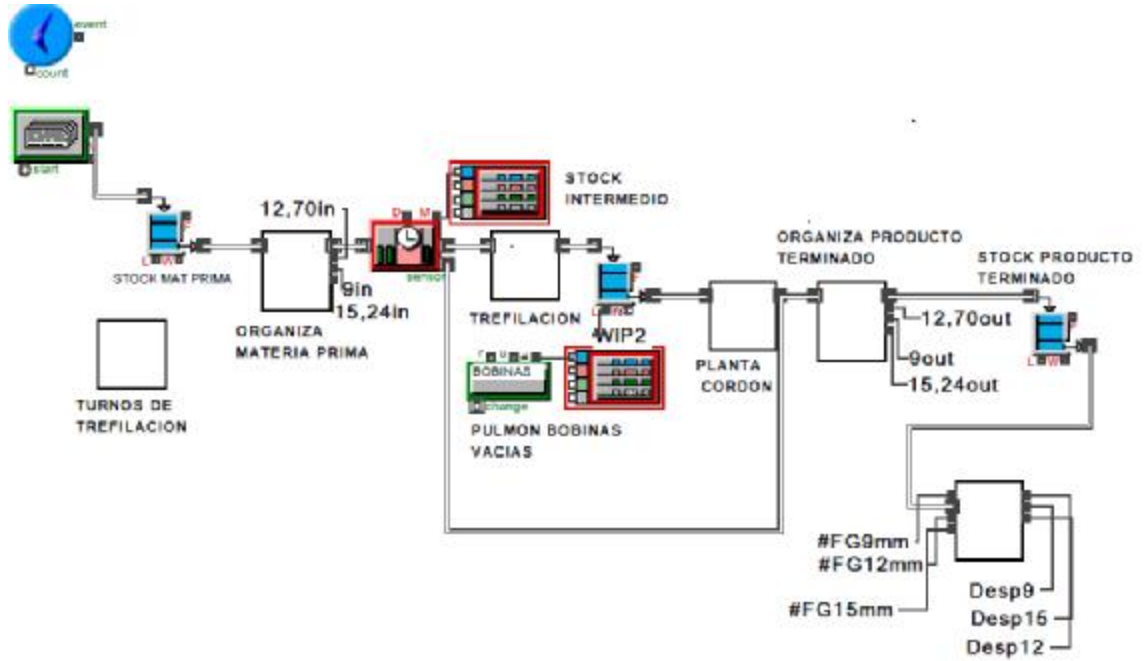 event
count
start
STOCK MAT PRIMA
L W
12,70in
9in
15,24in
ORGANIZA
MATERIA PRIMA
D M
sensor
STOCK
INTERMEDIO
TREFILACION
WIP2
BOBINAS
change
PULMON BOBINAS
VACIAS
TURNOS DE
TREFILACION
PLANTA
CORDON
ORGANIZA PRODUCTO
TERMINADO
12,70out
9out
15,24out
STOCK PRODUCTO
TERMINADO
L W
#FG9mm
#FG12mm
#FG15mm
Desp9
Desp15
Desp12